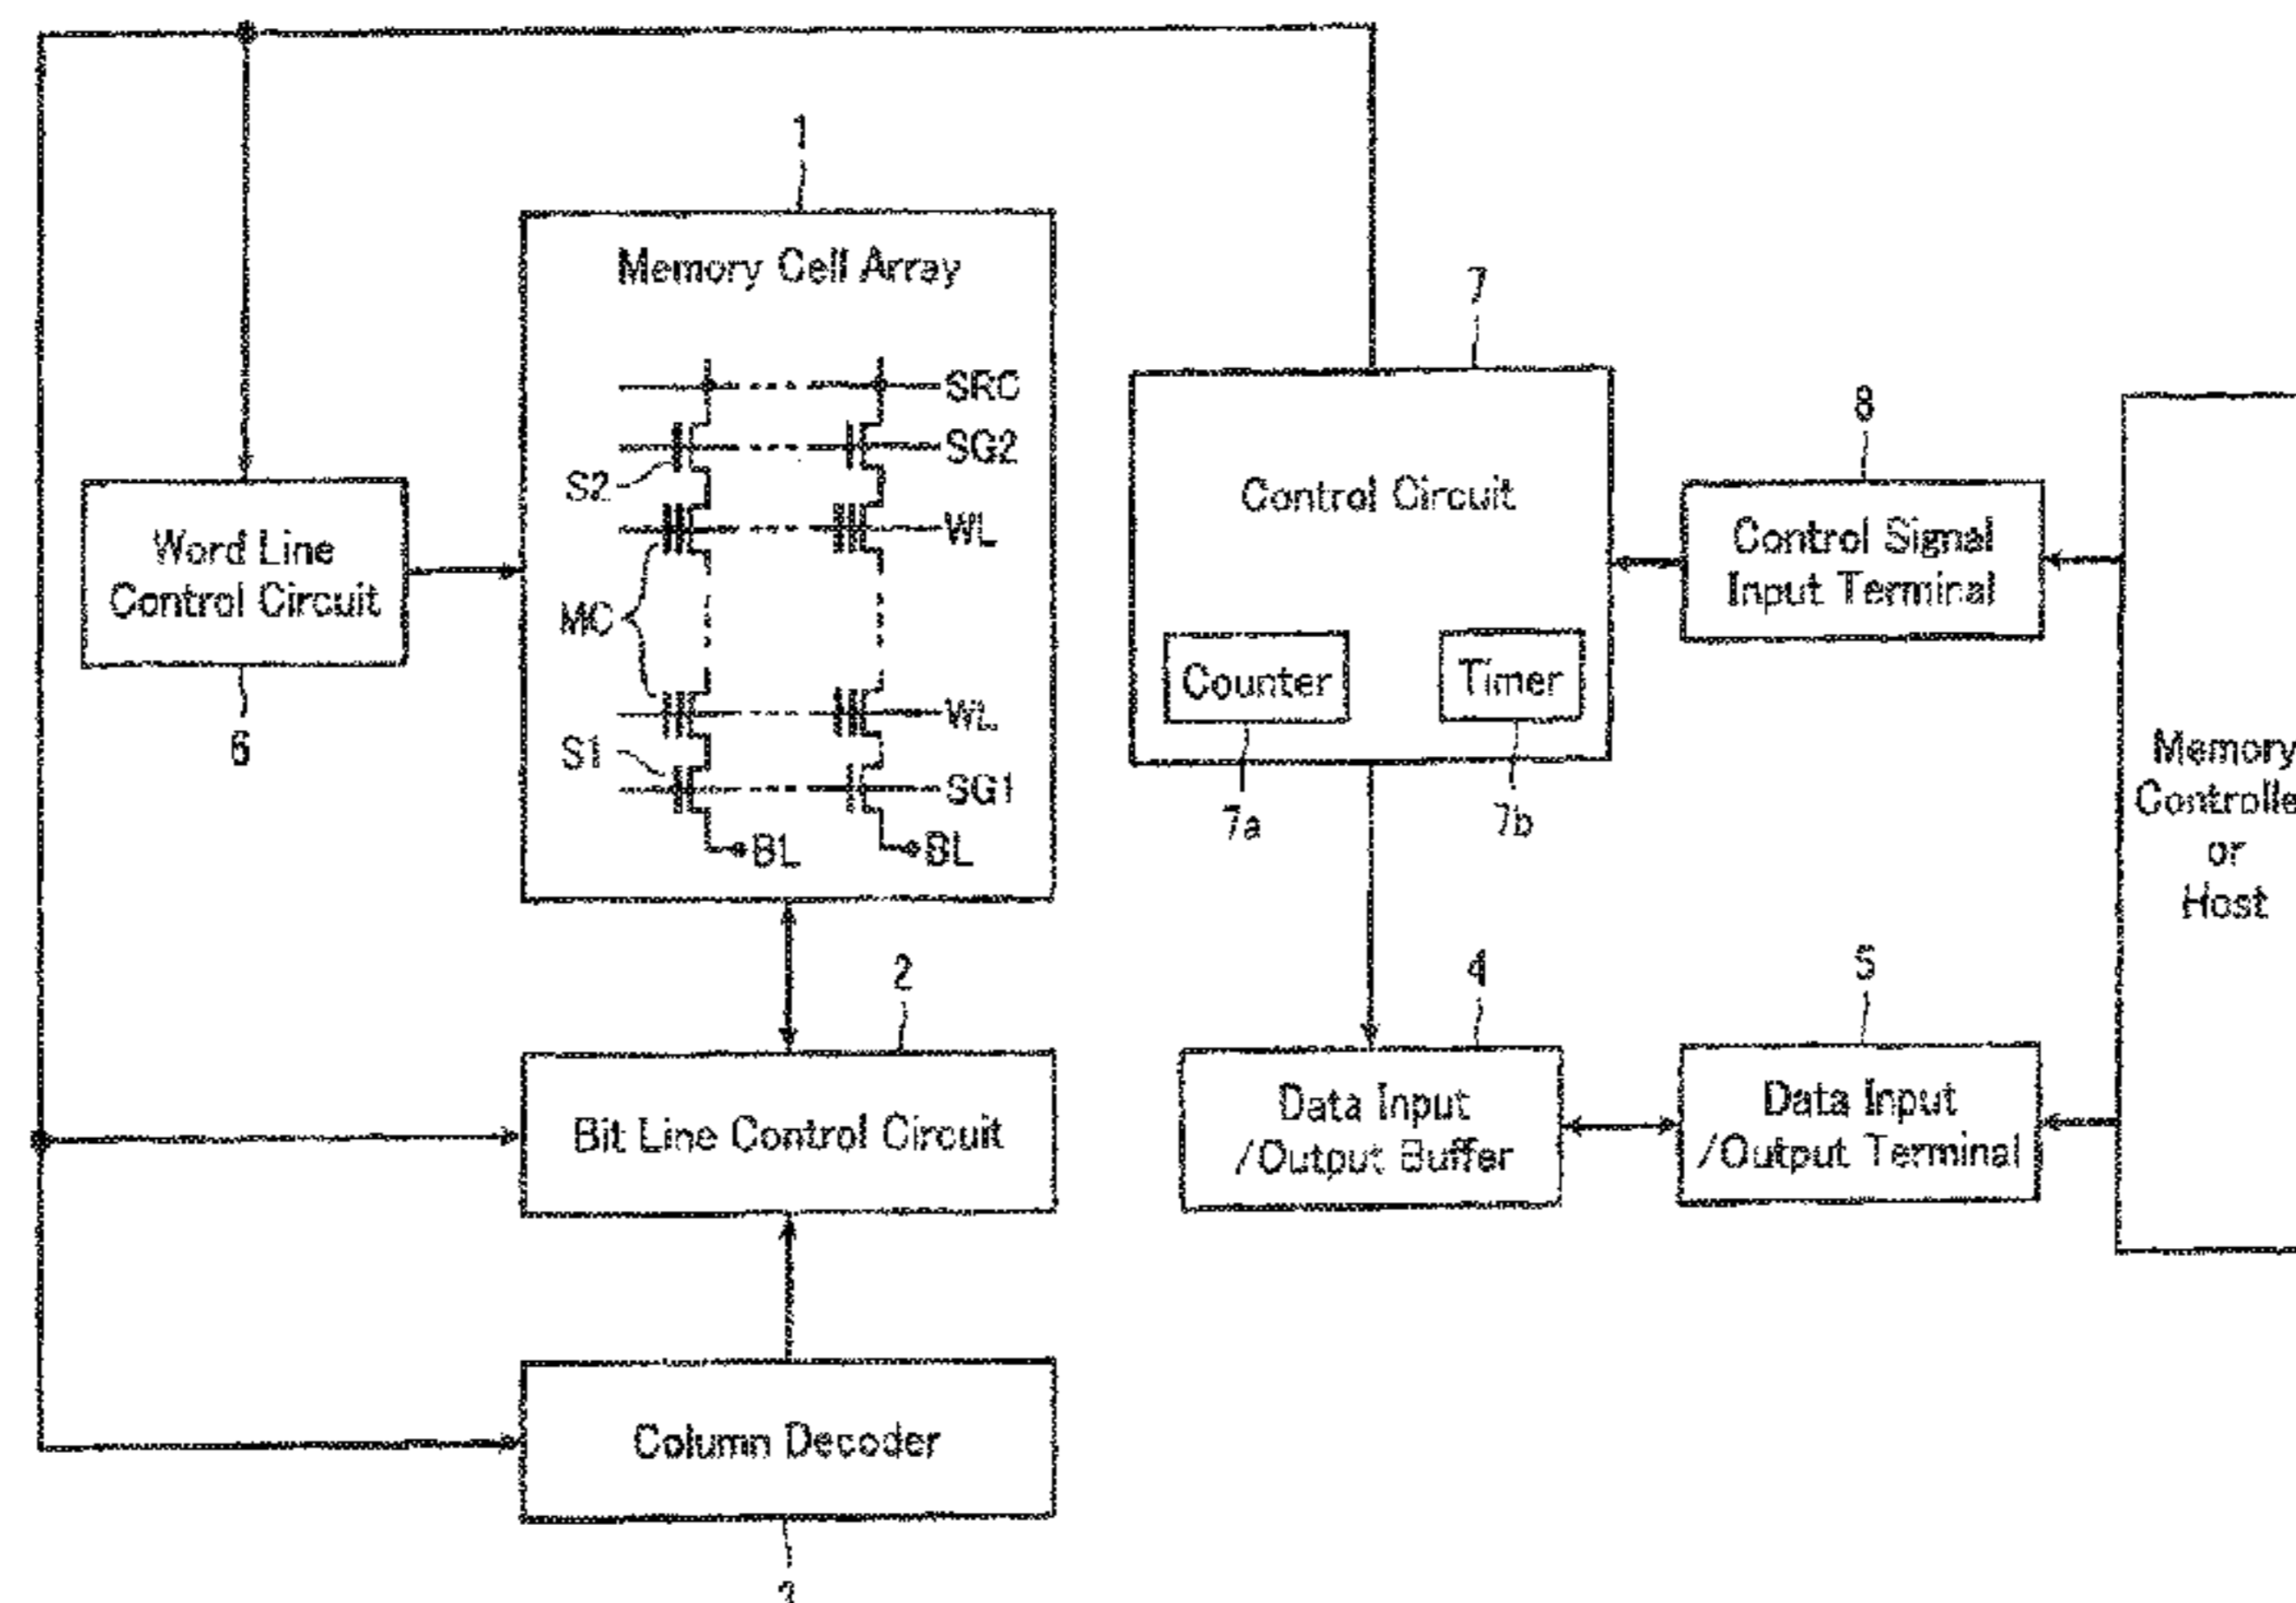 1
Memory Cell Array
SRC
SG2
S2
WL
MC
WL
S1
SG1
BL
BL
Word Line
Control Circuit
6
7
Control Circuit
Counter
Timer
7a
7b
8
Control Signal
Input Terminal
Memory
Controlle
or
Host
2
Bit Line Control Circuit
4
Data Input
/Output Buffer
5
Data Input
/Output Terminal
Column Decoder
3